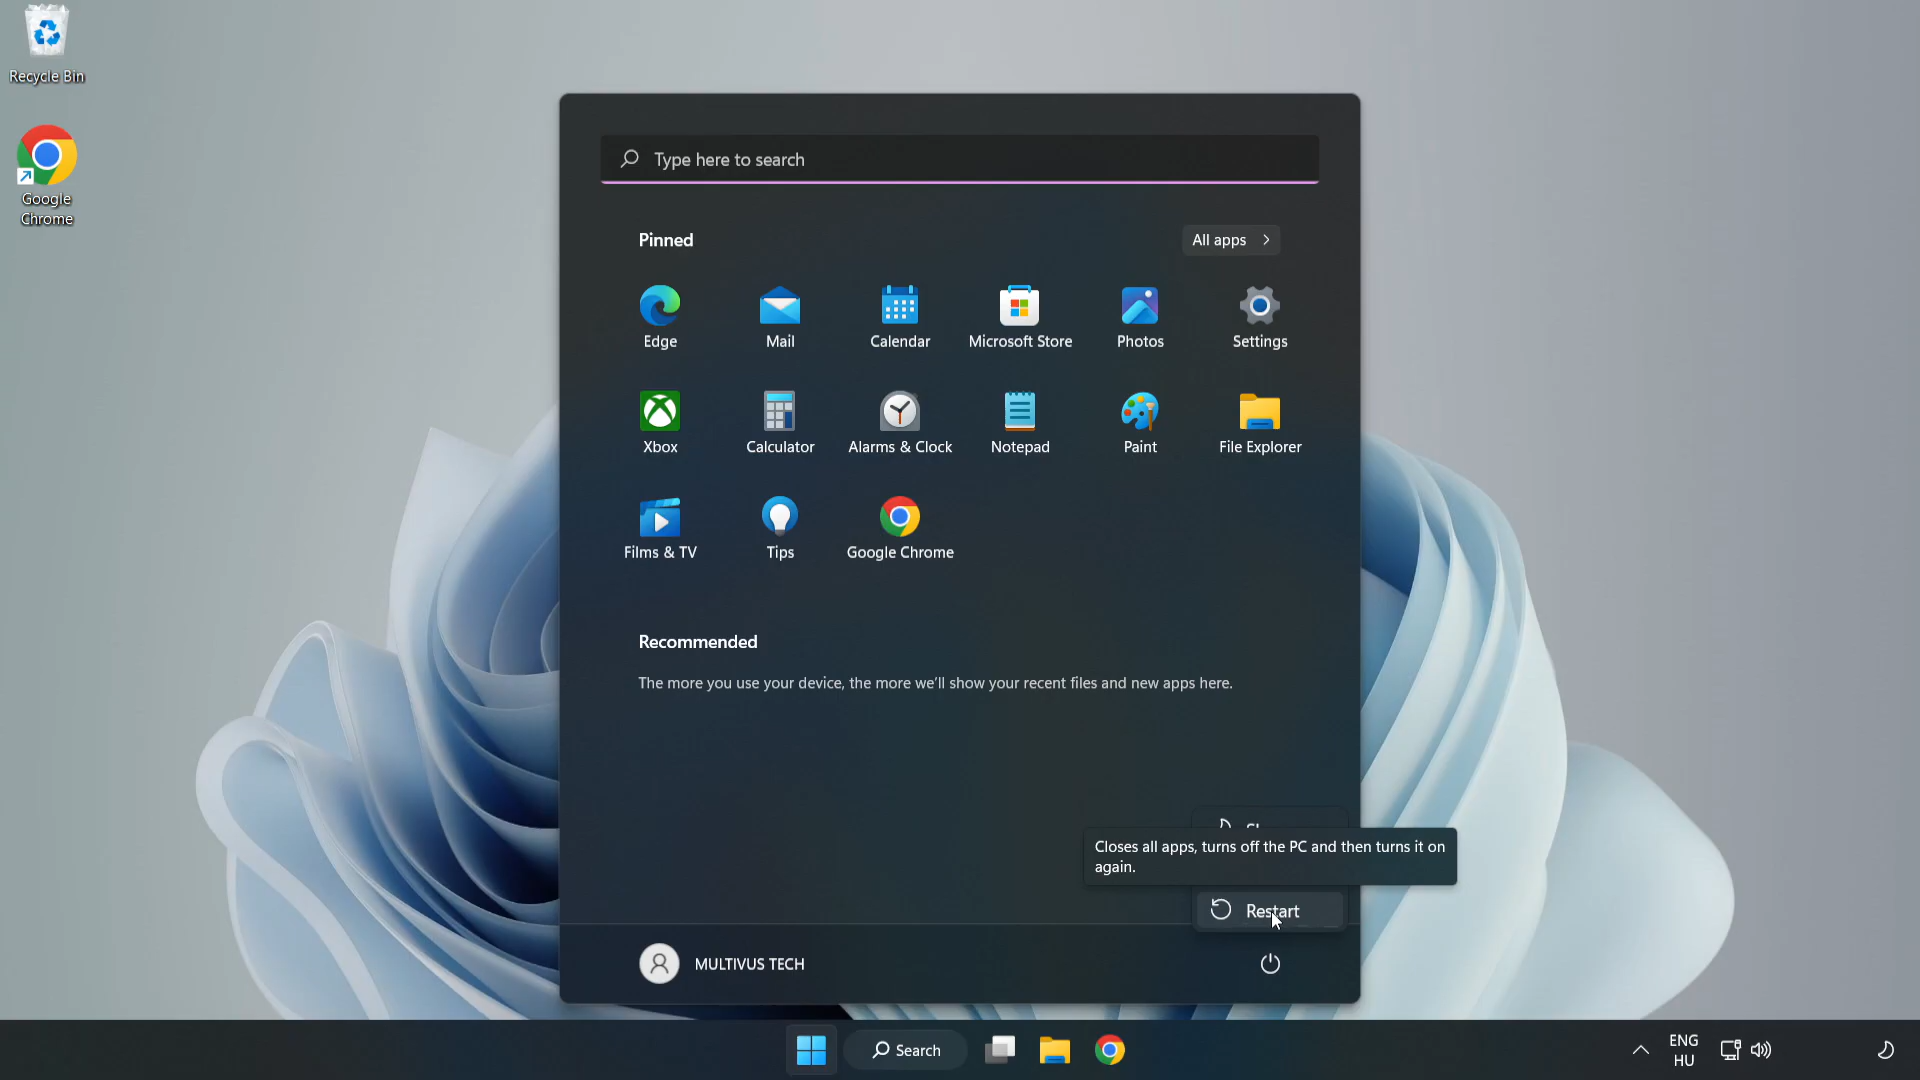 Recycle Bin
Google
Chrome
Type here to search
Pinned
All apps
Edge
Mail
Calendar
Microsoft Store
Photos
Settings
Xbox
Calculator
Alarms & Clock
Notepad
Paint
File Explorer
Films & TV
Tips
Google Chrome
Recommended
The more you use your device, the more we'll show your recent files and new apps here.
Closes all apps, turns off the PC and then turns it on
again.
Restart
MULTIVUS TECH
Search
ENG
HU